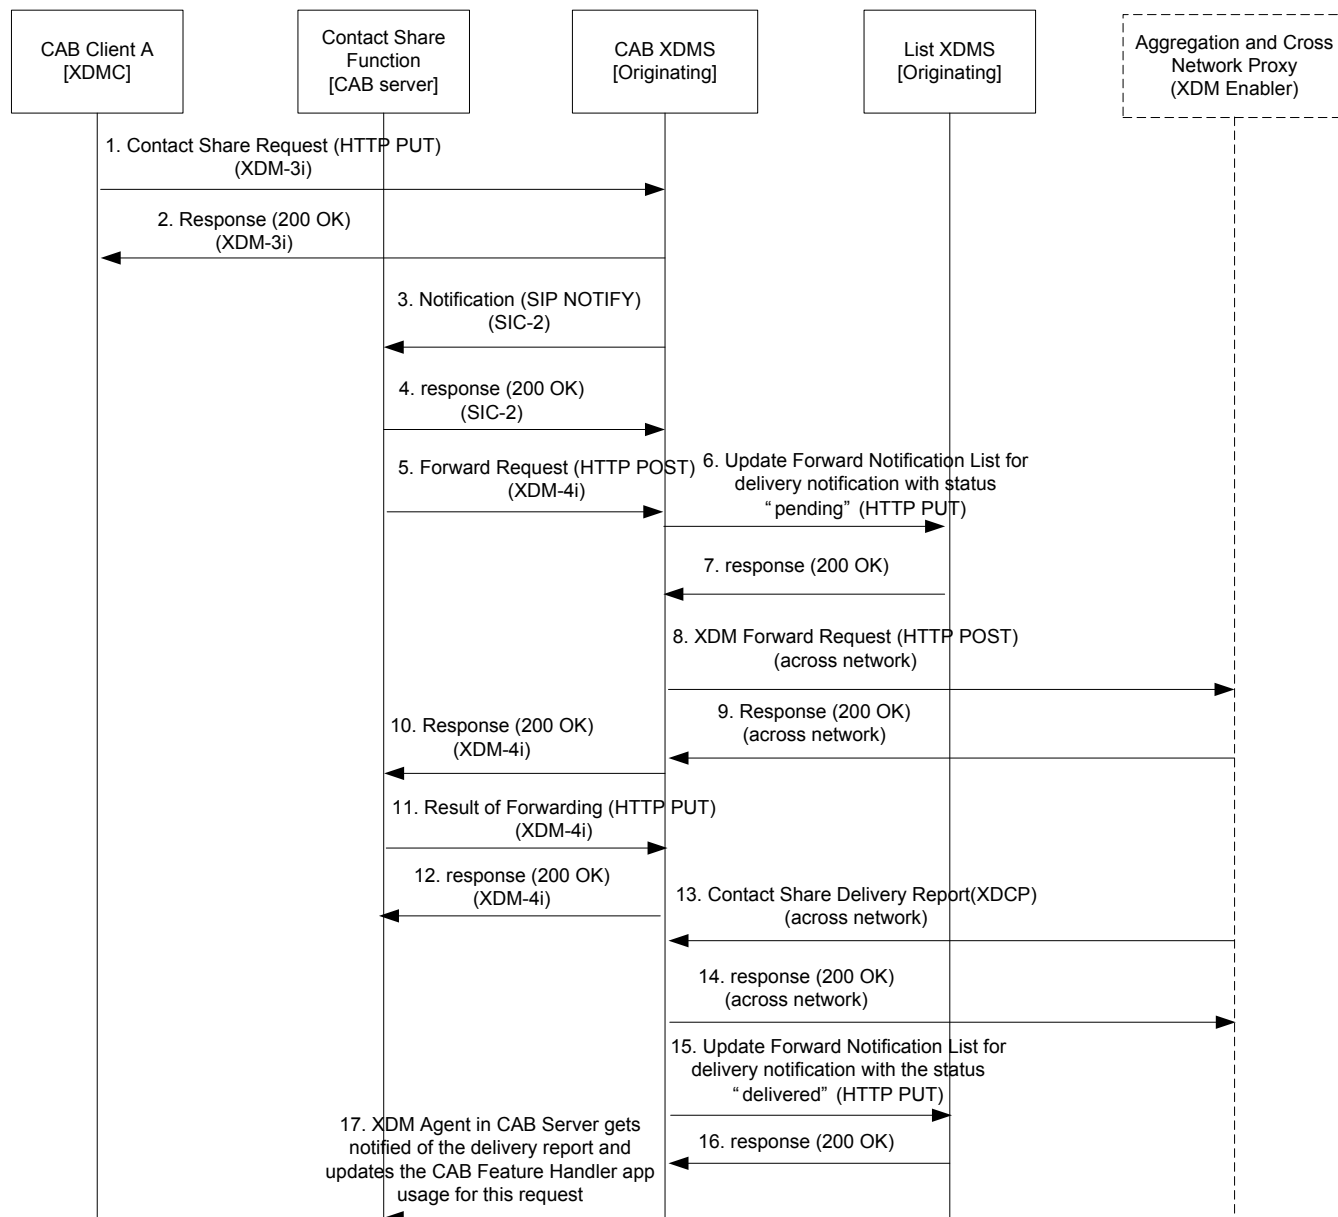 CAB Client A
[XDMC]
Contact Share
Function
[CAB server]
CAB XDMS
[Originating]
List XDMS
[Originating]
Aggregation and Cross
Network Proxy
(XDM Enabler)
1. Contact Share Request (HTTP PUT)
(XDM-3i)
2. Response (200 OK)
(XDM-3i)
3. Notification (SIP NOTIFY)
(SIC-2)
4. response (200 OK)
(SIC-2)
5. Forward Request (HTTP POST)
(XDM-4i)
6. Update Forward Notification List for
delivery notification with status
“pending” (HTTP PUT)
7. response (200 OK)
8. XDM Forward Request (HTTP POST)
(across network)
9. Response (200 OK)
(across network)
10. Response (200 OK)
(XDM-4i)
11. Result of Forwarding (HTTP PUT)
(XDM-4i)
12. response (200 OK)
(XDM-4i)
13. Contact Share Delivery Report(XDCP)
(across network)
14. response (200 OK)
(across network)
15. Update Forward Notification List for
delivery notification with the status
“delivered” (HTTP PUT)
16. response (200 OK)
17. XDM Agent in CAB Server gets
notified of the delivery report and
updates the CAB Feature Handler app
usage for this request